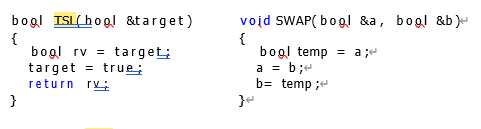 bool TSL(bool &target)
{
bool rv = target;
target = true;
return rv;
}
void SWAP(bool &a, bool &b)↵
{
bool temp = a;↵
a = b;↵
b= temp;↵
}↵